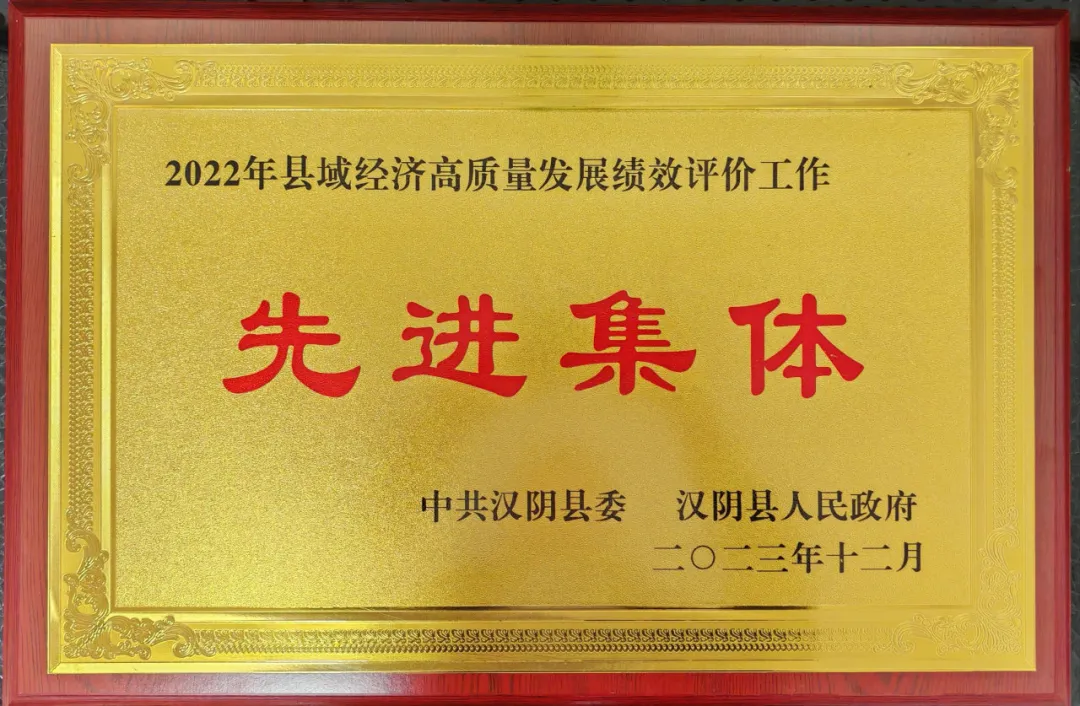 2022年县域经济高质量发展绩效评价工作
先进集体
中共汉阴县委 汉阴县人民政府
二〇二三年十二月